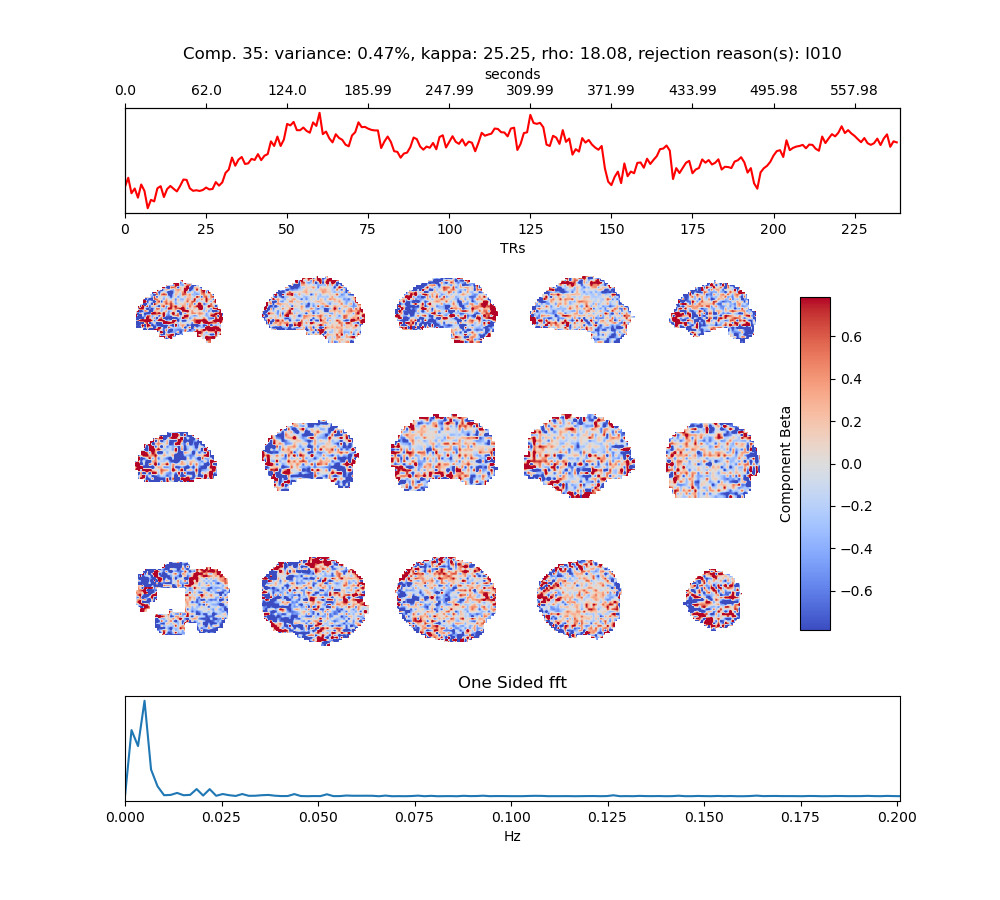 Comp. 35: variance: 0.47%, kappa: 25.25, rho: 18.08, rejection reason(s): I010
seconds
0.0 62.0 124.0 185.99 247.99 309.99 371.99 433.99 495.98 557.98
0 25 50 75 100 125 150 175 200 225
TRs
0.6
0.4
0.2
0.0
−0.2
−0.4
−0.6
Component Beta
One Sided fft
0.000 0.025 0.050 0.075 0.100 0.125 0.150 0.175 0.200
Hz